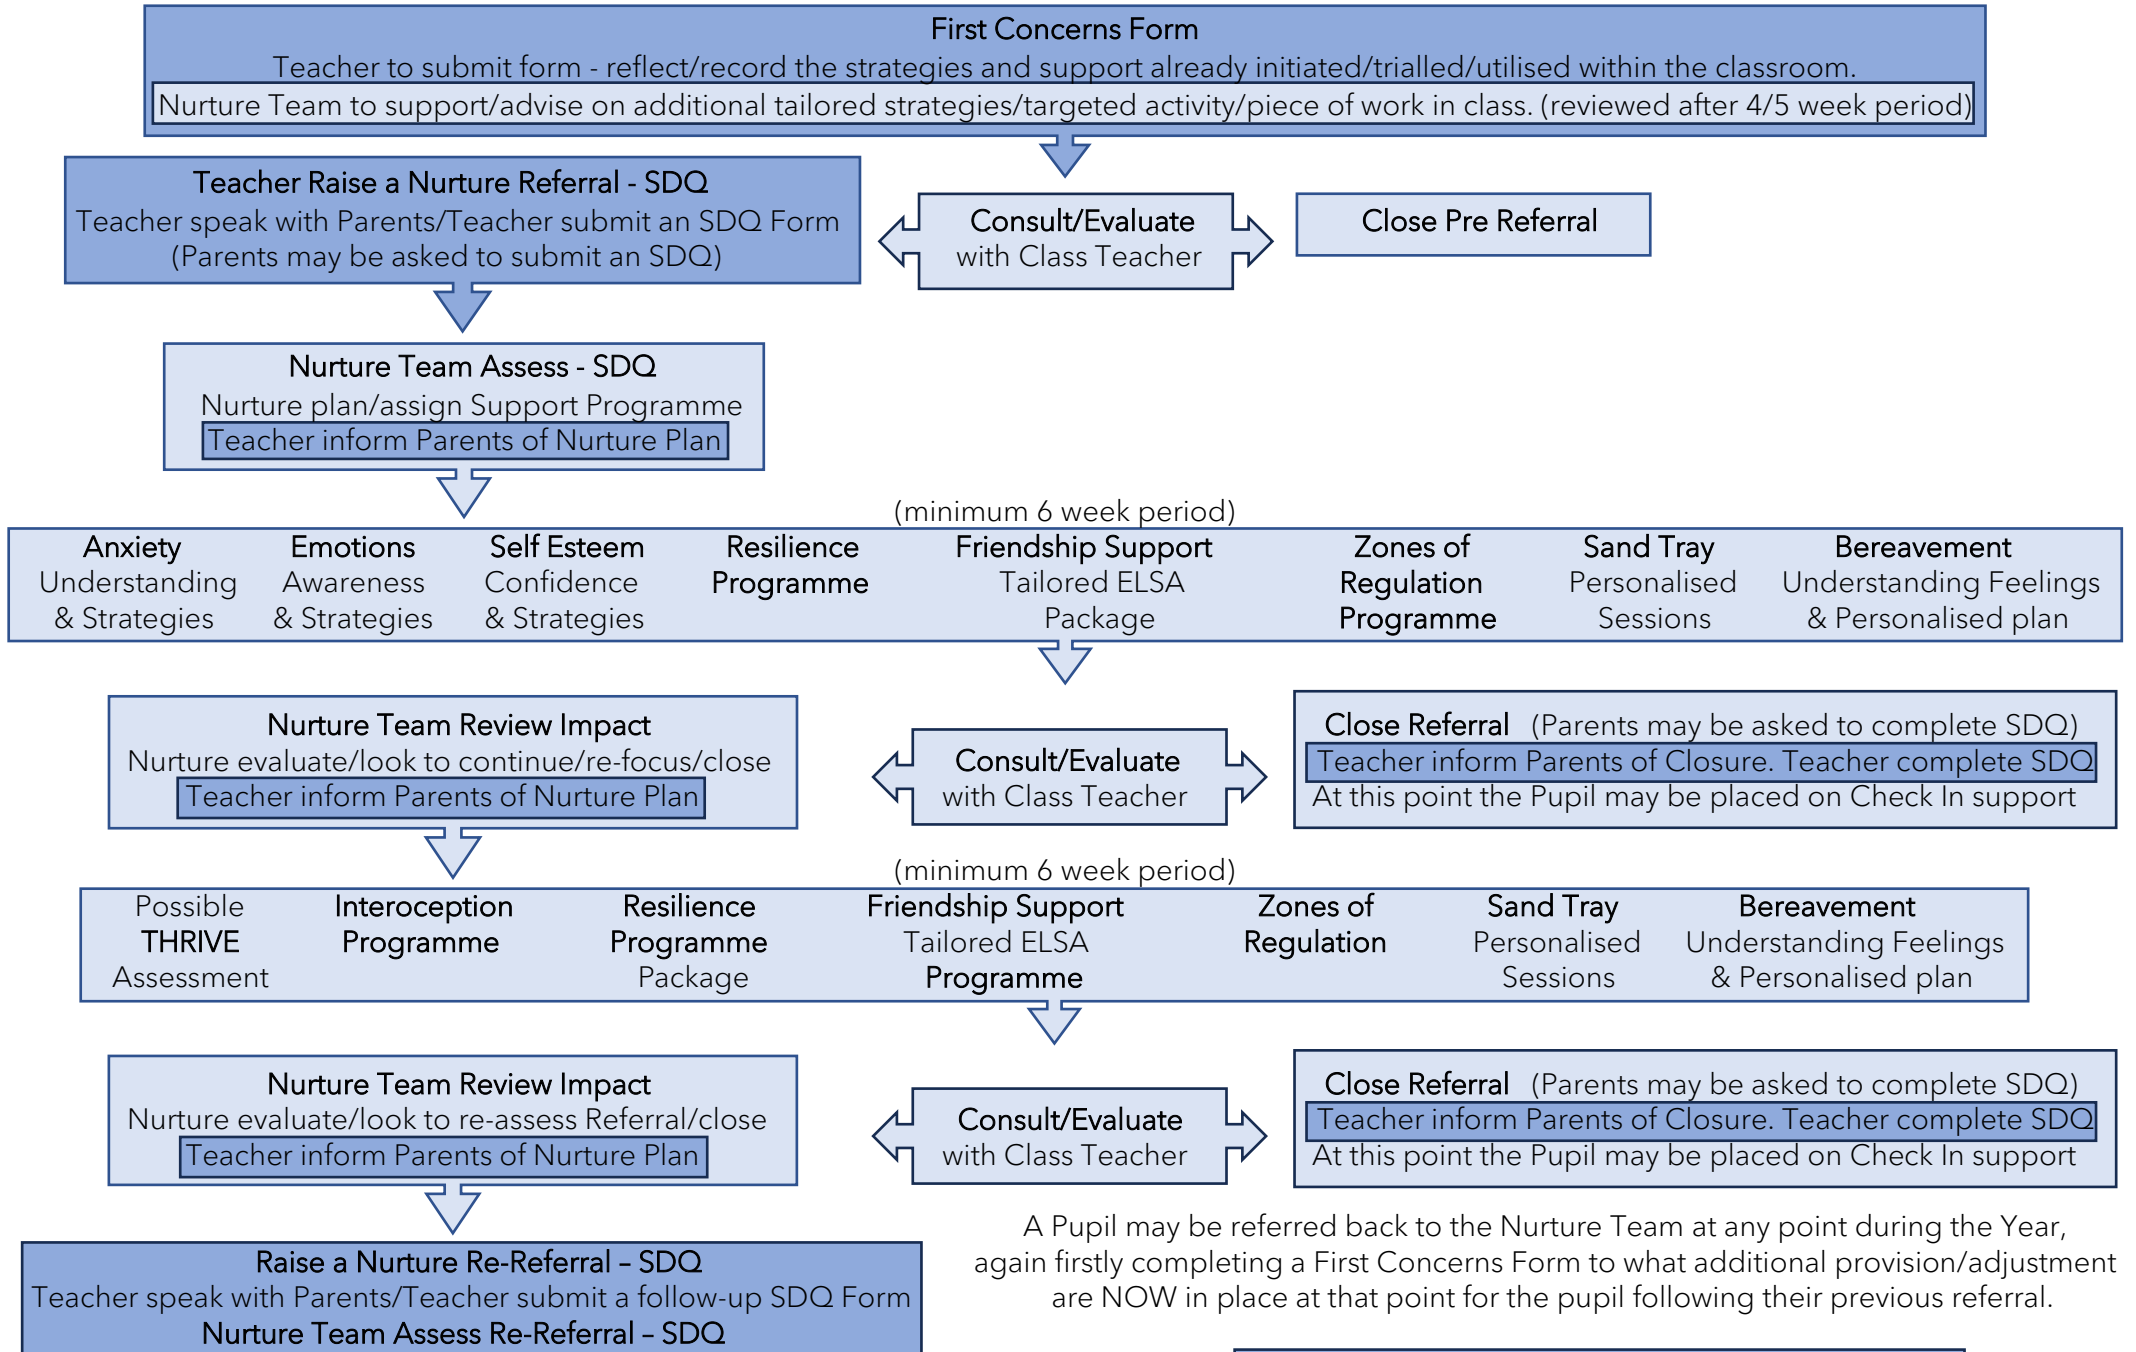 First Concerns Form
Teacher to submit form - reflect/record the strategies and support already initiated/trialled/utilised within the classroom.
Nurture Team to support/advise on additional tailored strategies/targeted activity/piece of work in class. (reviewed after 4/5 week period)
Teacher Raise a Nurture Referral - SDQ
Teacher speak with Parents/Teacher submit an SDQ Form
(Parents may be asked to submit an SDQ)
Consult/Evaluate
with Class Teacher
Close Pre Referral
Nurture Team Assess - SDQ
Nurture plan/assign Support Programme
Teacher inform Parents of Nurture Plan
(minimum 6 week period)
Anxiety
Understanding
& Strategies
Emotions
Awareness
& Strategies
Self Esteem
Confidence
& Strategies
Resilience
Programme
Friendship Support
Tailored ELSA
Package
Zones of
Regulation
Programme
Sand Tray
Personalised
Sessions
Bereavement
Understanding Feelings
& Personalised plan
Nurture Team Review Impact
Nurture evaluate/look to continue/re-focus/close
Teacher inform Parents of Nurture Plan
Consult/Evaluate
with Class Teacher
Close Referral (Parents may be asked to complete SDQ)
Teacher inform Parents of Closure. Teacher complete SDQ
At this point the Pupil may be placed on Check In support
(minimum 6 week period)
Possible
THRIVE
Assessment
Interoception
Programme
Resilience
Programme
Package
Friendship Support
Tailored ELSA
Programme
Zones of
Regulation
Sand Tray
Personalised
Sessions
Bereavement
Understanding Feelings
& Personalised plan
Nurture Team Review Impact
Nurture evaluate/look to re-assess Referral/close
Teacher inform Parents of Nurture Plan
Consult/Evaluate
with Class Teacher
Close Referral (Parents may be asked to complete SDQ)
Teacher inform Parents of Closure. Teacher complete SDQ
At this point the Pupil may be placed on Check In support
Raise a Nurture Re-Referral – SDQ
Teacher speak with Parents/Teacher submit a follow-up SDQ Form
Nurture Team Assess Re-Referral – SDQ
A Pupil may be referred back to the Nurture Team at any point during the Year,
again firstly completing a First Concerns Form to what additional provision/adjustment
are NOW in place at that point for the pupil following their previous referral.